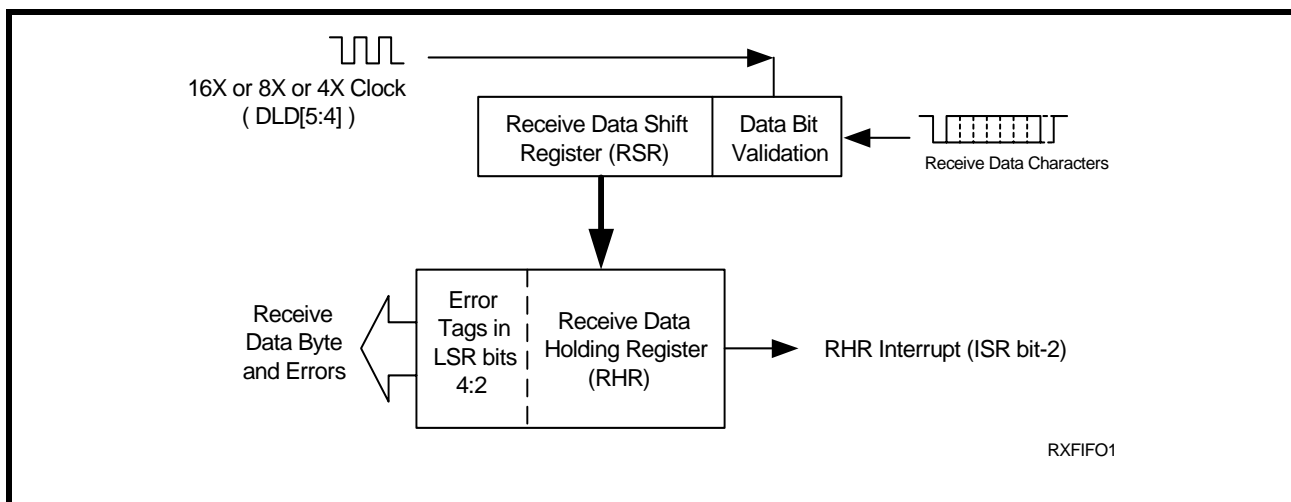 16X or 8X or 4X Clock
( DLD[5:4] )
Receive Data Shift
Register (RSR)
Data Bit
Validation
Receive Data Characters
Receive
Data Byte
and Errors
Error
Tags in
LSR bits
4:2
Receive Data
Holding Register
(RHR)
RHR Interrupt (ISR bit-2)
RXFIFO1